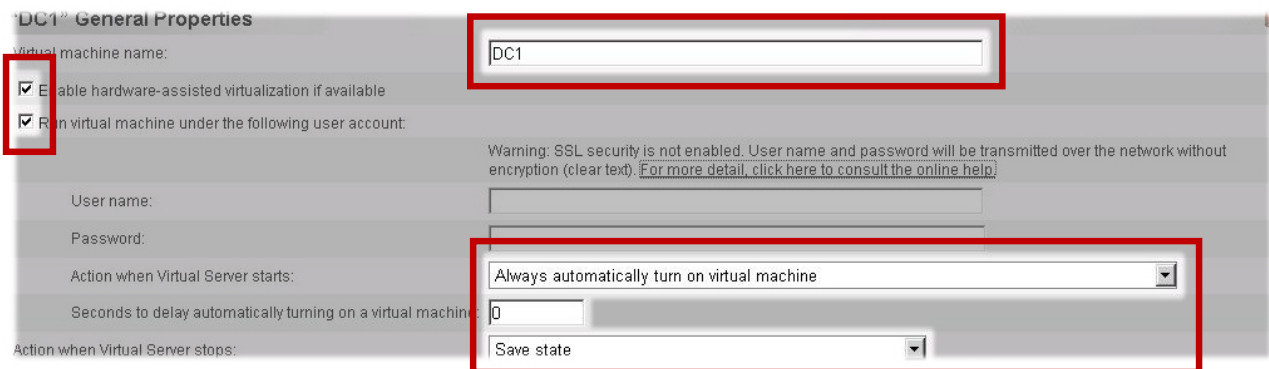 "DC1" General Properties
Virtual machine name: DC1
Enable hardware-assisted virtualization if available
Run virtual machine under the following user account:
Warning: SSL security is not enabled. User name and password will be transmitted over the network without
encryption (clear text). For more detail, click here to consult the online help.
User name:
Password:
Action when Virtual Server starts: Always automatically turn on virtual machine
Seconds to delay automatically turning on a virtual machine: 0
Action when Virtual Server stops: Save state